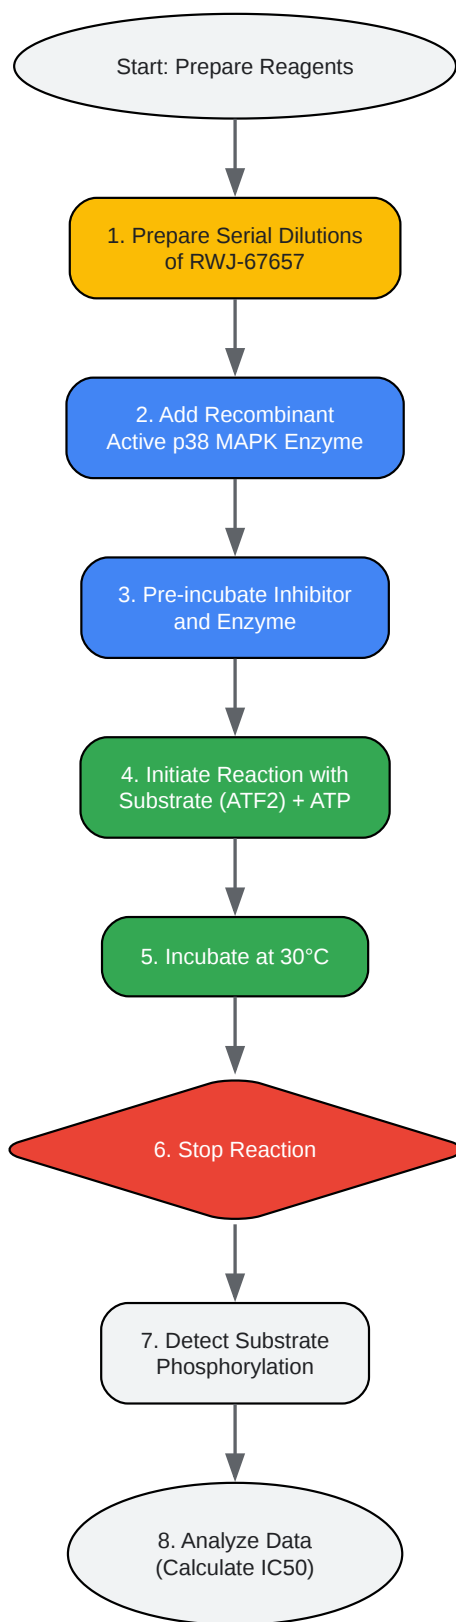 Start: Prepare Reagents
1. Prepare Serial Dilutions
of RWJ-67657
2. Add Recombinant
Active p38 MAPK Enzyme
3. Pre-incubate Inhibitor
and Enzyme
4. Initiate Reaction with
Substrate (ATF2) + ATP
5. Incubate at 30°C
6. Stop Reaction
7. Detect Substrate
Phosphorylation
8. Analyze Data
(Calculate IC50)